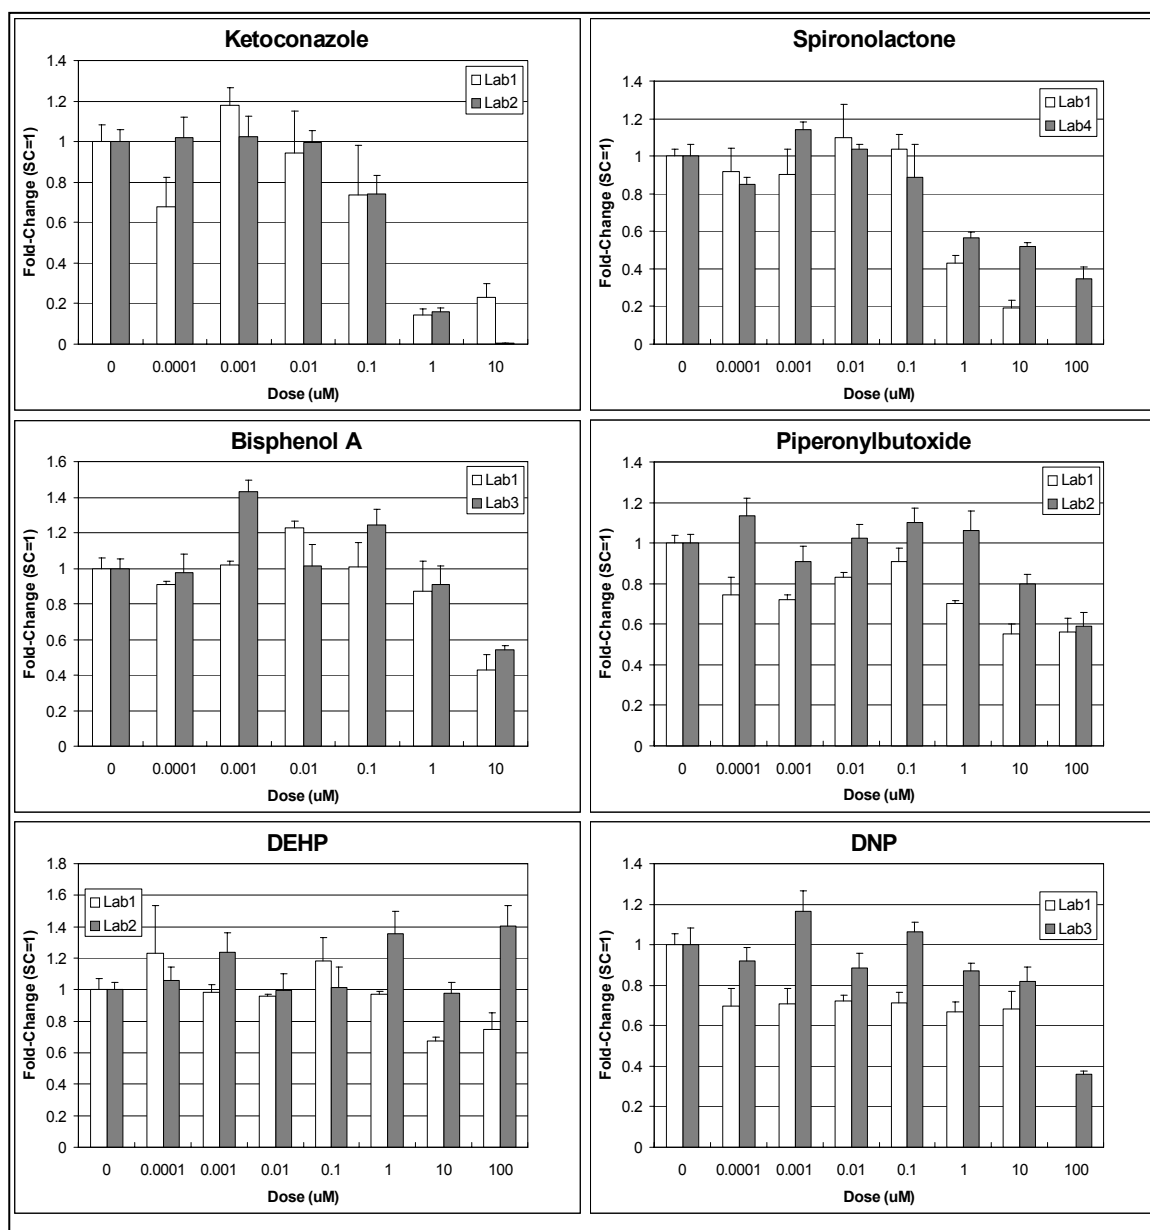 Ketoconazole
1.4
1.2
1
0.8
0.6
0.4
0.2
0
Fold-Change (SC=1)
Lab1
Lab2
0 0.0001 0.001 0.01 0.1 1 10
Dose (uM)
Spironolactone
1.4
1.2
1
0.8
0.6
0.4
0.2
0
Fold-Change (SC=1)
Lab1
Lab4
0 0.0001 0.001 0.01 0.1 1 10 100
Dose (uM)
Bisphenol A
1.6
1.4
1.2
1
0.8
0.6
0.4
0.2
0
Fold-Change (SC=1)
Lab1
Lab3
0 0.0001 0.001 0.01 0.1 1 10
Dose (uM)
Piperonylbutoxide
1.4
1.2
1
0.8
0.6
0.4
0.2
0
Fold-Change (SC=1)
Lab1
Lab2
0 0.0001 0.001 0.01 0.1 1 10 100
Dose (uM)
DEHP
1.8
1.6
1.4
1.2
1
0.8
0.6
0.4
0.2
0
Fold-Change (SC=1)
Lab1
Lab2
0 0.0001 0.001 0.01 0.1 1 10 100
Dose (uM)
DNP
1.4
1.2
1
0.8
0.6
0.4
0.2
0
Fold-Change (SC=1)
Lab1
Lab3
0 0.0001 0.001 0.01 0.1 1 10 100
Dose (uM)